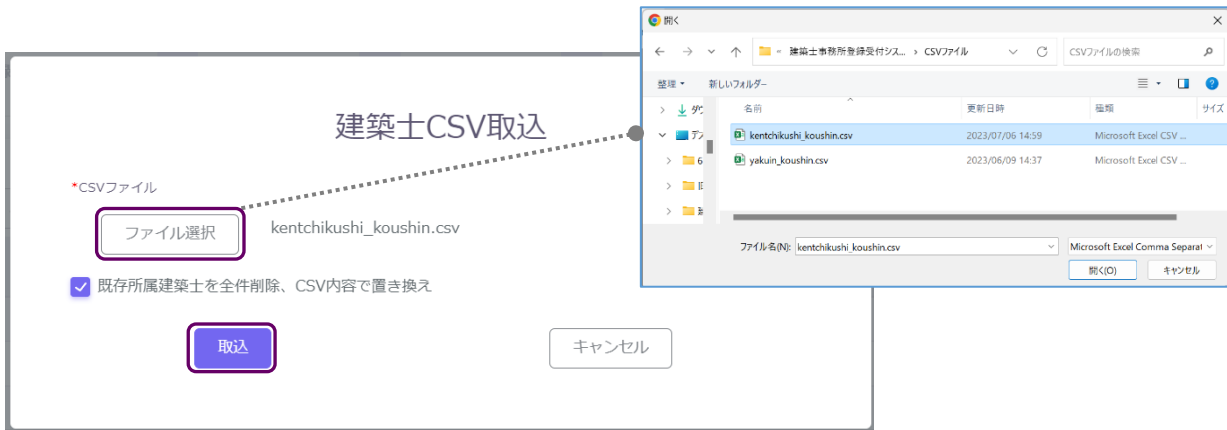 建築士CSV取込
*CSVファイル
ファイル選択
kentchikushi_koushin.csv
既存所属建築士を全件削除、CSV内容で置き換え
取込
キャンセル
開く
« 建築士事務所登録受付シス... › CSVファイル
CSVファイルの検索
整理
新しいフォルダー
名前 更新日時 種類 サイズ
kentchikushi_koushin.csv 2023/07/06 14:59 Microsoft Excel CSV ...
yakuin_koushin.csv 2023/06/09 14:37 Microsoft Excel CSV ...
ファイル名(N): kentchikushi_koushin.csv
Microsoft Excel Comma Separat
開く(O)
キャンセル